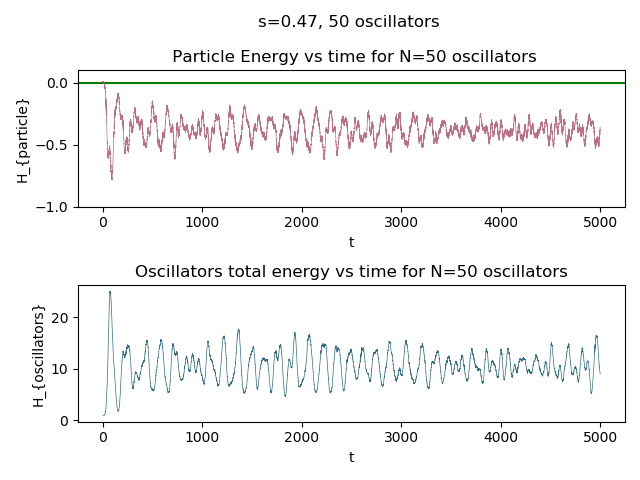 s=0.47, 50 oscillators
Particle Energy vs time for N=50 oscillators
H_{particle}
0.0
−0.5
−1.0
0 1000 2000 3000 4000 5000
t
Oscillators total energy vs time for N=50 oscillators
H_{oscillators}
20
10
0
0 1000 2000 3000 4000 5000
t